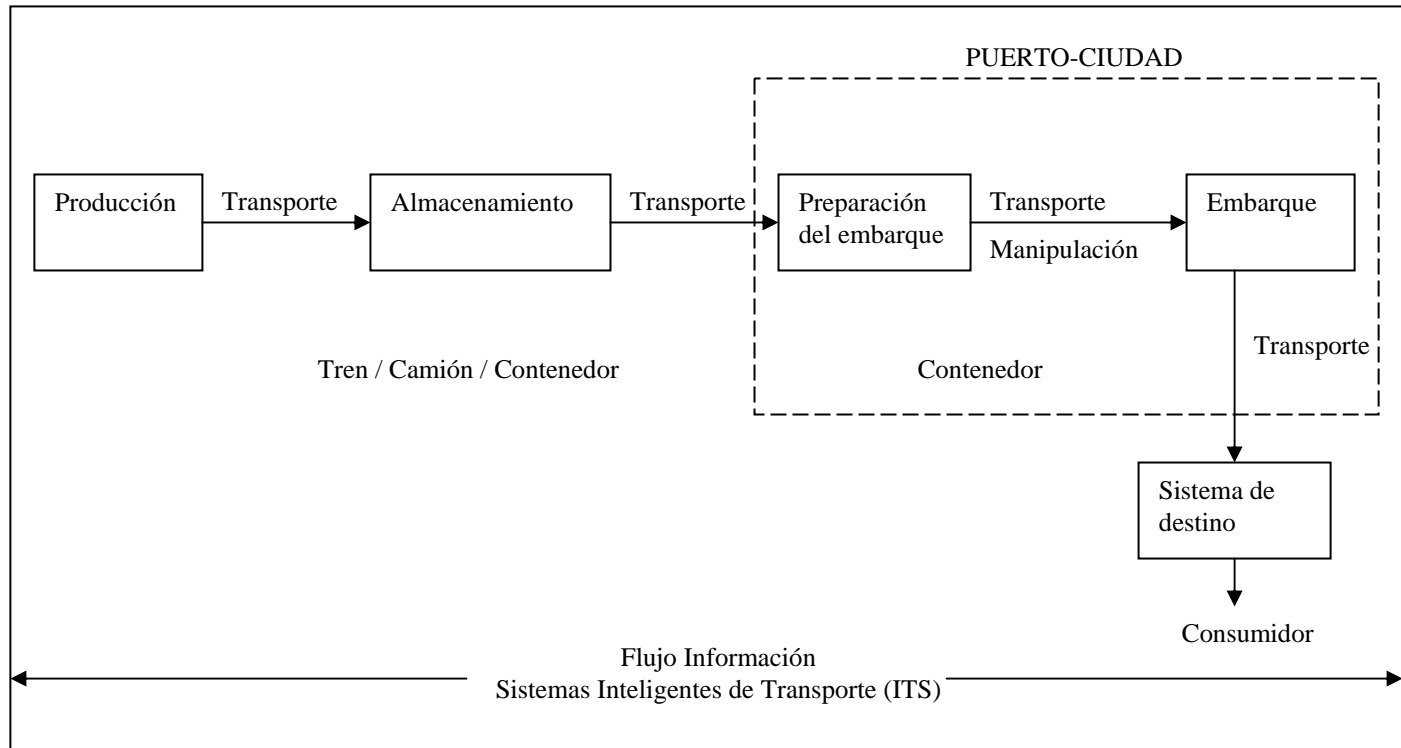 PUERTO-CIUDAD
Producción
Transporte
Almacenamiento
Transporte
Preparación
del embarque
Transporte
Manipulación
Embarque
Tren / Camión / Contenedor
Contenedor
Transporte
Sistema de
destino
Consumidor
Flujo Información
Sistemas Inteligentes de Transporte (ITS)